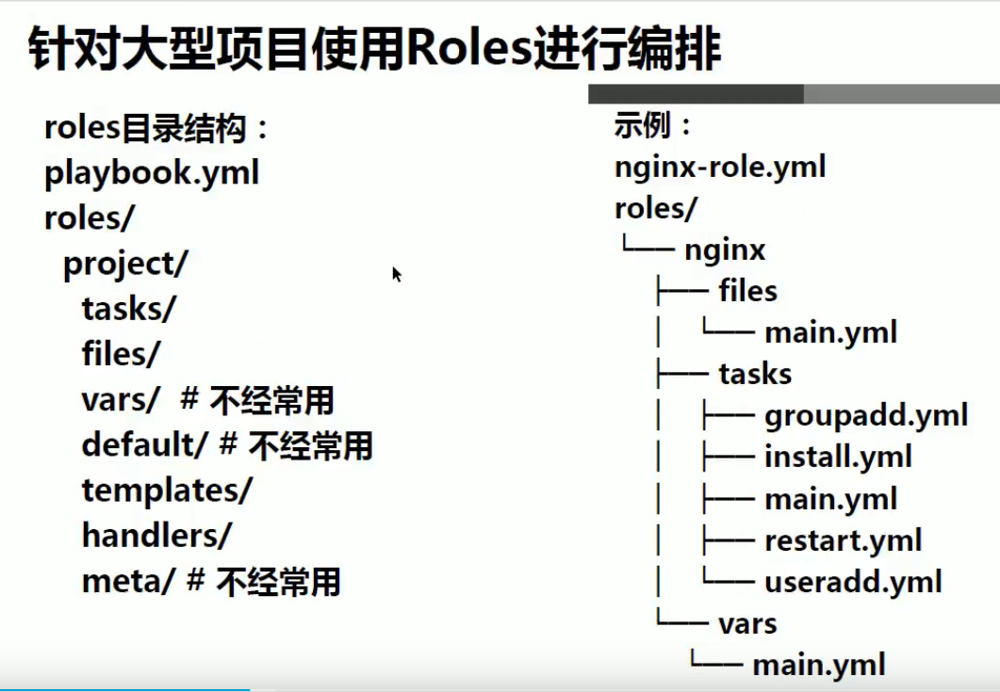 针对大型项目使用Roles进行编排
roles目录结构：
playbook.yml
roles/
project/
tasks/
files/
vars/ # 不经常用
default/ # 不经常用
templates/
handlers/
meta/ # 不经常用
示例：
nginx-role.yml
roles/
└── nginx
├── files
│ └── main.yml
├── tasks
│ ├── groupadd.yml
│ ├── install.yml
│ ├── main.yml
│ ├── restart.yml
│ └── useradd.yml
└── vars
└── main.yml